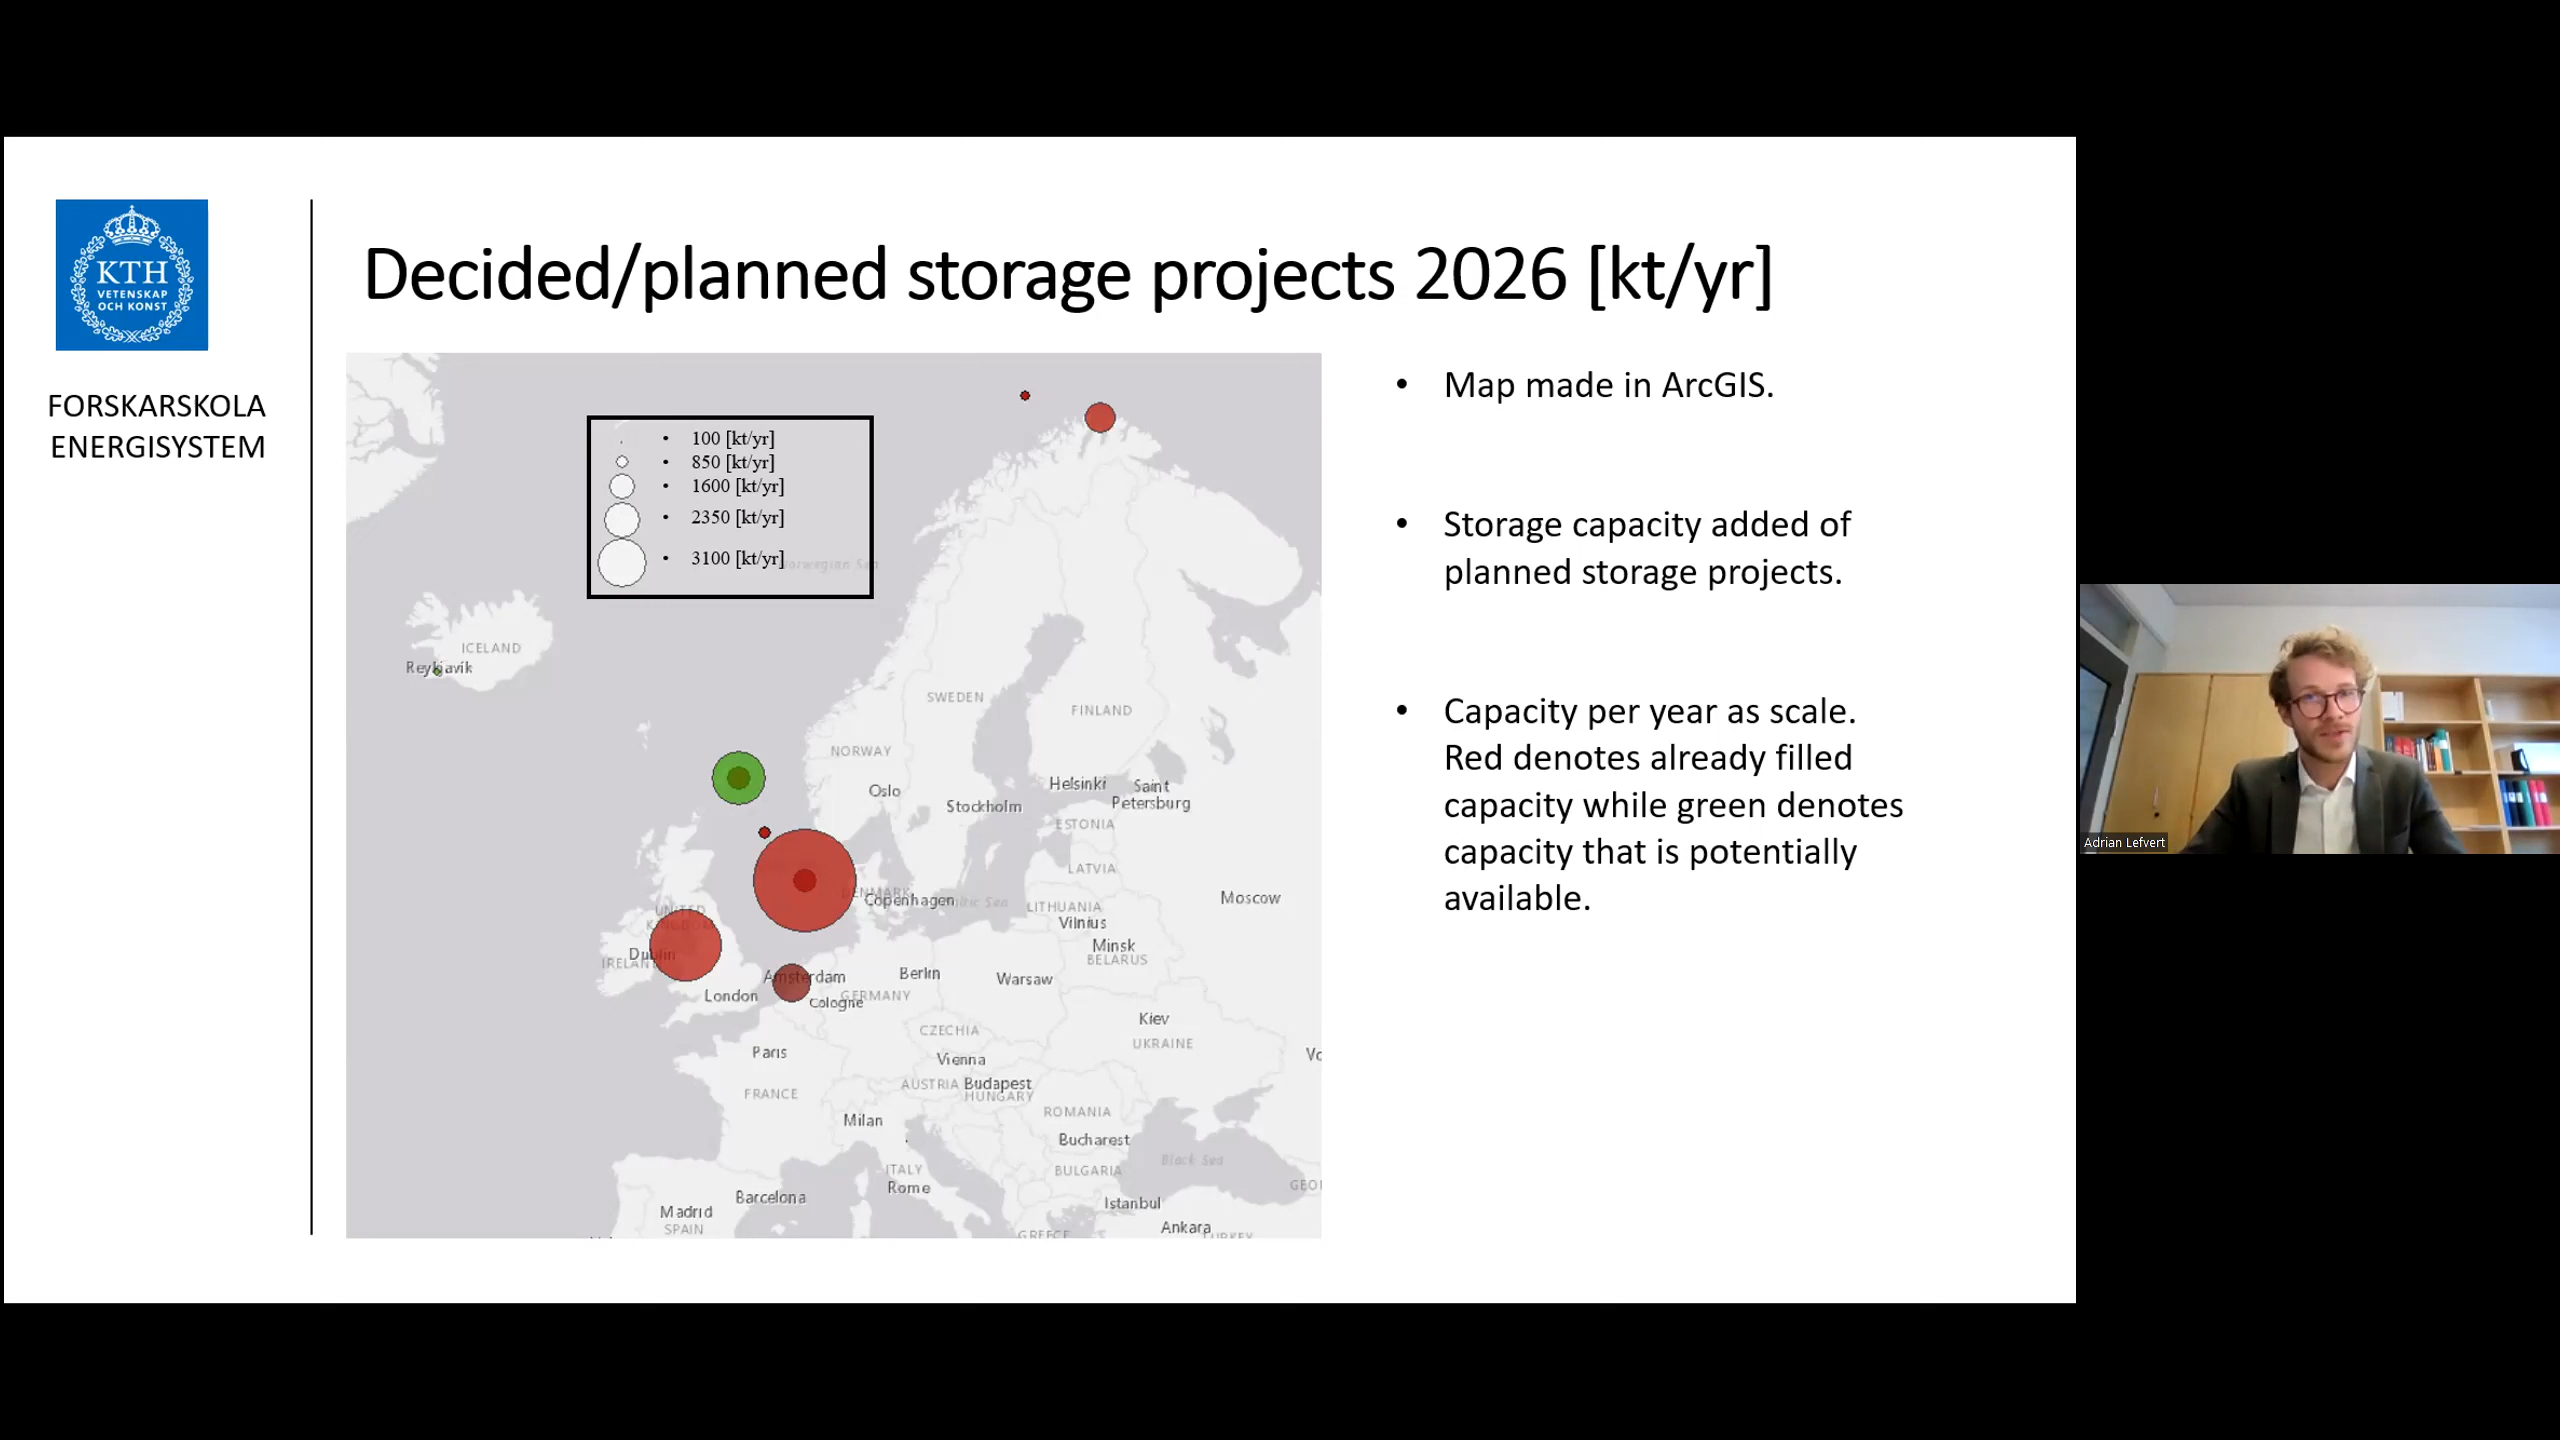 KTH
VETENSKAP
OCH KONST
FORSKARSKOLA
ENERGISYSTEM
Decided/planned storage projects 2026 [kt/yr]
• 100 [kt/yr]
• 850 [kt/yr]
• 1600 [kt/yr]
• 2350 [kt/yr]
• 3100 [kt/yr]
Norwegian Sea
ICELAND
Reykjavik
SWEDEN
FINLAND
NORWAY
Oslo
Helsinki
Saint
Petersburg
Stockholm
ESTONIA
LATVIA
DENMARK
Copenhagen
Baltic Sea
LITHUANIA
Moscow
UNITED
KINGDOM
Vilnius
Minsk
BELARUS
Dublin
IRELAND
Amsterdam
Berlin
Warsaw
London
Cologne
GERMANY
Kiev
CZECHIA
UKRAINE
Paris
Vienna
FRANCE
AUSTRIA
Budapest
HUNGARY
Milan
ROMANIA
Bucharest
ITALY
BULGARIA
Black Sea
Rome
Barcelona
Istanbul
Madrid
SPAIN
Ankara
GREECE
TURKEY
• Map made in ArcGIS.
• Storage capacity added of
planned storage projects.
• Capacity per year as scale.
Red denotes already filled
capacity while green denotes
capacity that is potentially
available.
Adrian Lefvert